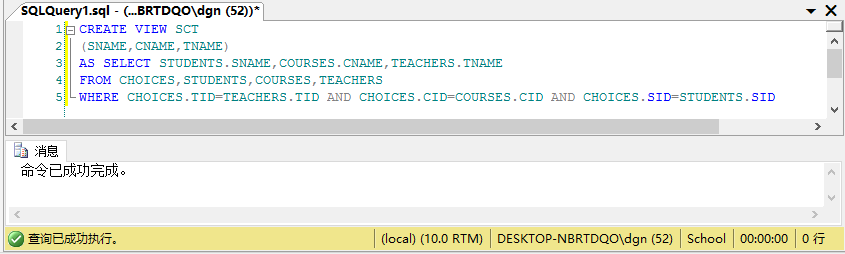 SQLQuery1.sql - (...BRTDQO\dgn (52))*
1 CREATE VIEW SCT
2 (SNAME,CNAME,TNAME)
3 AS SELECT STUDENTS.SNAME,COURSES.CNAME,TEACHERS.TNAME
4 FROM CHOICES,STUDENTS,COURSES,TEACHERS
5 WHERE CHOICES.TID=TEACHERS.TID AND CHOICES.CID=COURSES.CID AND CHOICES.SID=STUDENTS.SID
消息
命令已成功完成。
查询已成功执行。 (local) (10.0 RTM) DESKTOP-NBRTDQO\dgn (52) School 00:00:00 0 行